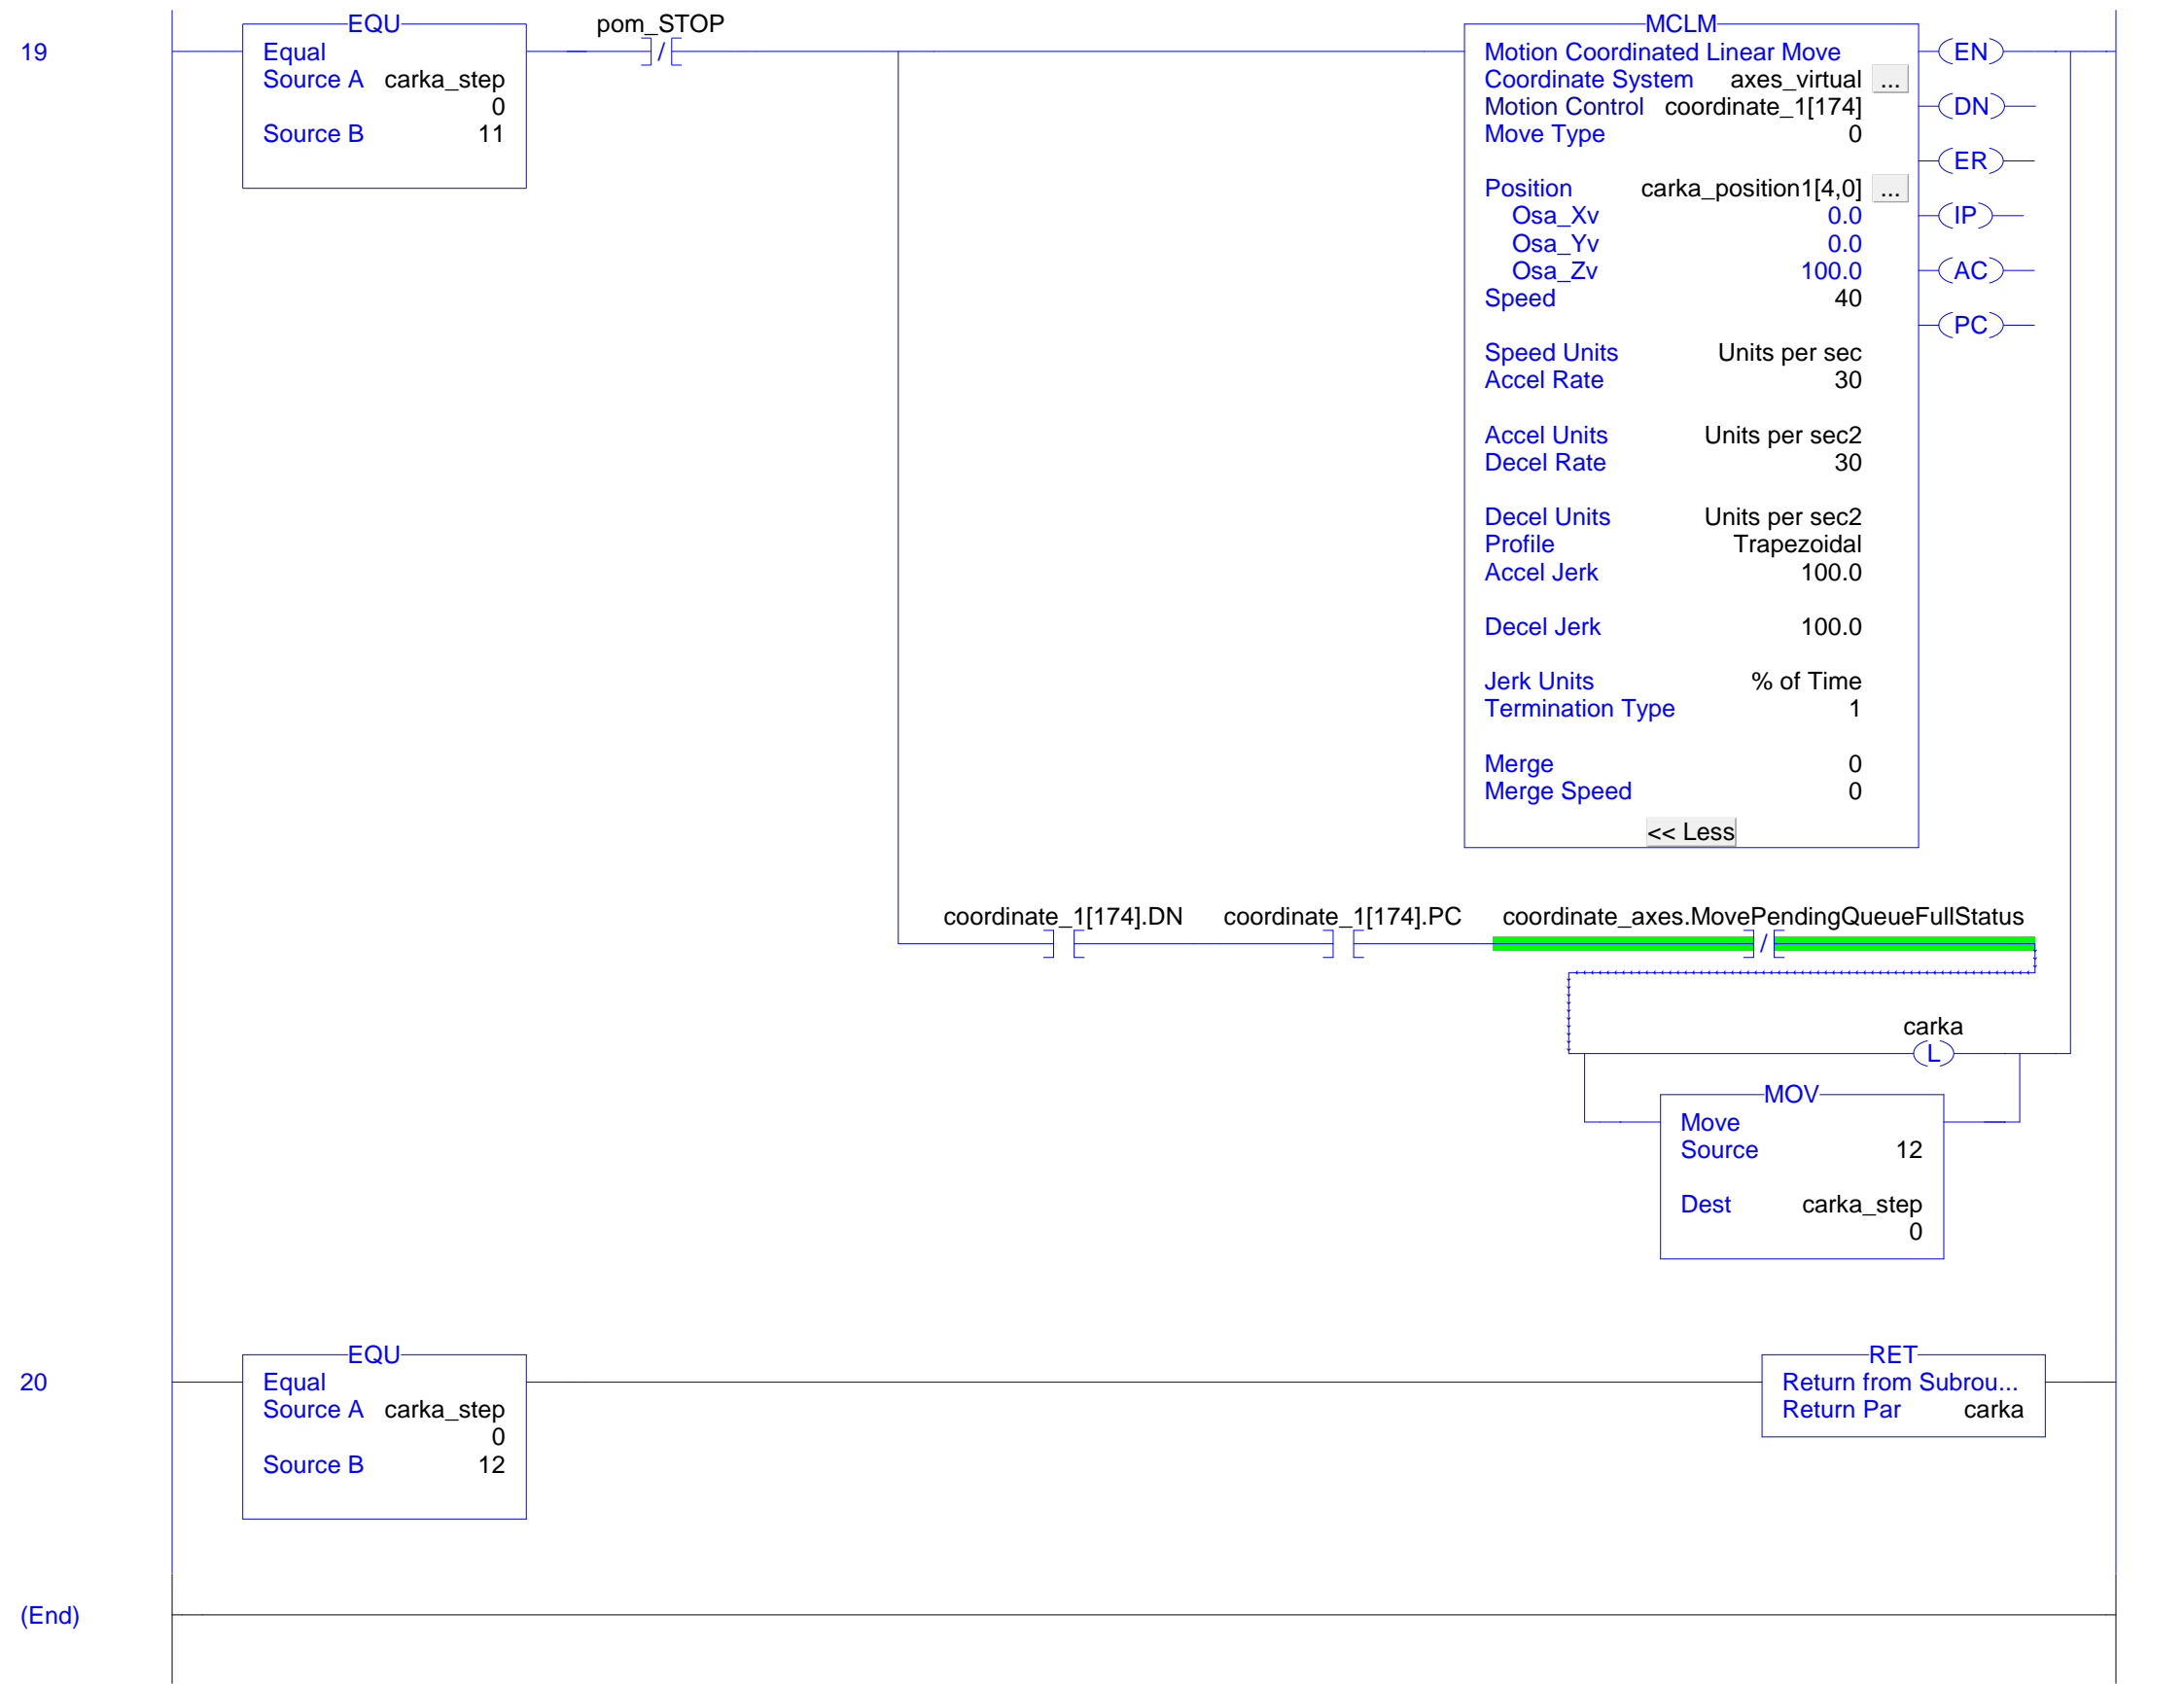 EQU
pom_STOP
MCLM
19
Equal
/
Motion Coordinated Linear Move
EN
Source A carka_step
Coordinate System axes_virtual ...
0
Motion Control coordinate_1[174]
DN
Source B 11
Move Type 0
ER
Position carka_position1[4,0] ...
Osa_Xv 0.0
IP
Osa_Yv 0.0
Osa_Zv 100.0
AC
Speed 40
PC
Speed Units Units per sec
Accel Rate 30
Accel Units Units per sec2
Decel Rate 30
Decel Units Units per sec2
Profile Trapezoidal
Accel Jerk 100.0
Decel Jerk 100.0
Jerk Units % of Time
Termination Type 1
Merge 0
Merge Speed 0
<< Less
coordinate_1[174].DN coordinate_1[174].PC coordinate_axes.MovePendingQueueFullStatus
/
carka
L
MOV
Move
Source 12
Dest carka_step
0
EQU
RET
20
Equal
Return from Subrou...
Source A carka_step
Return Par carka
0
Source B 12
(End)